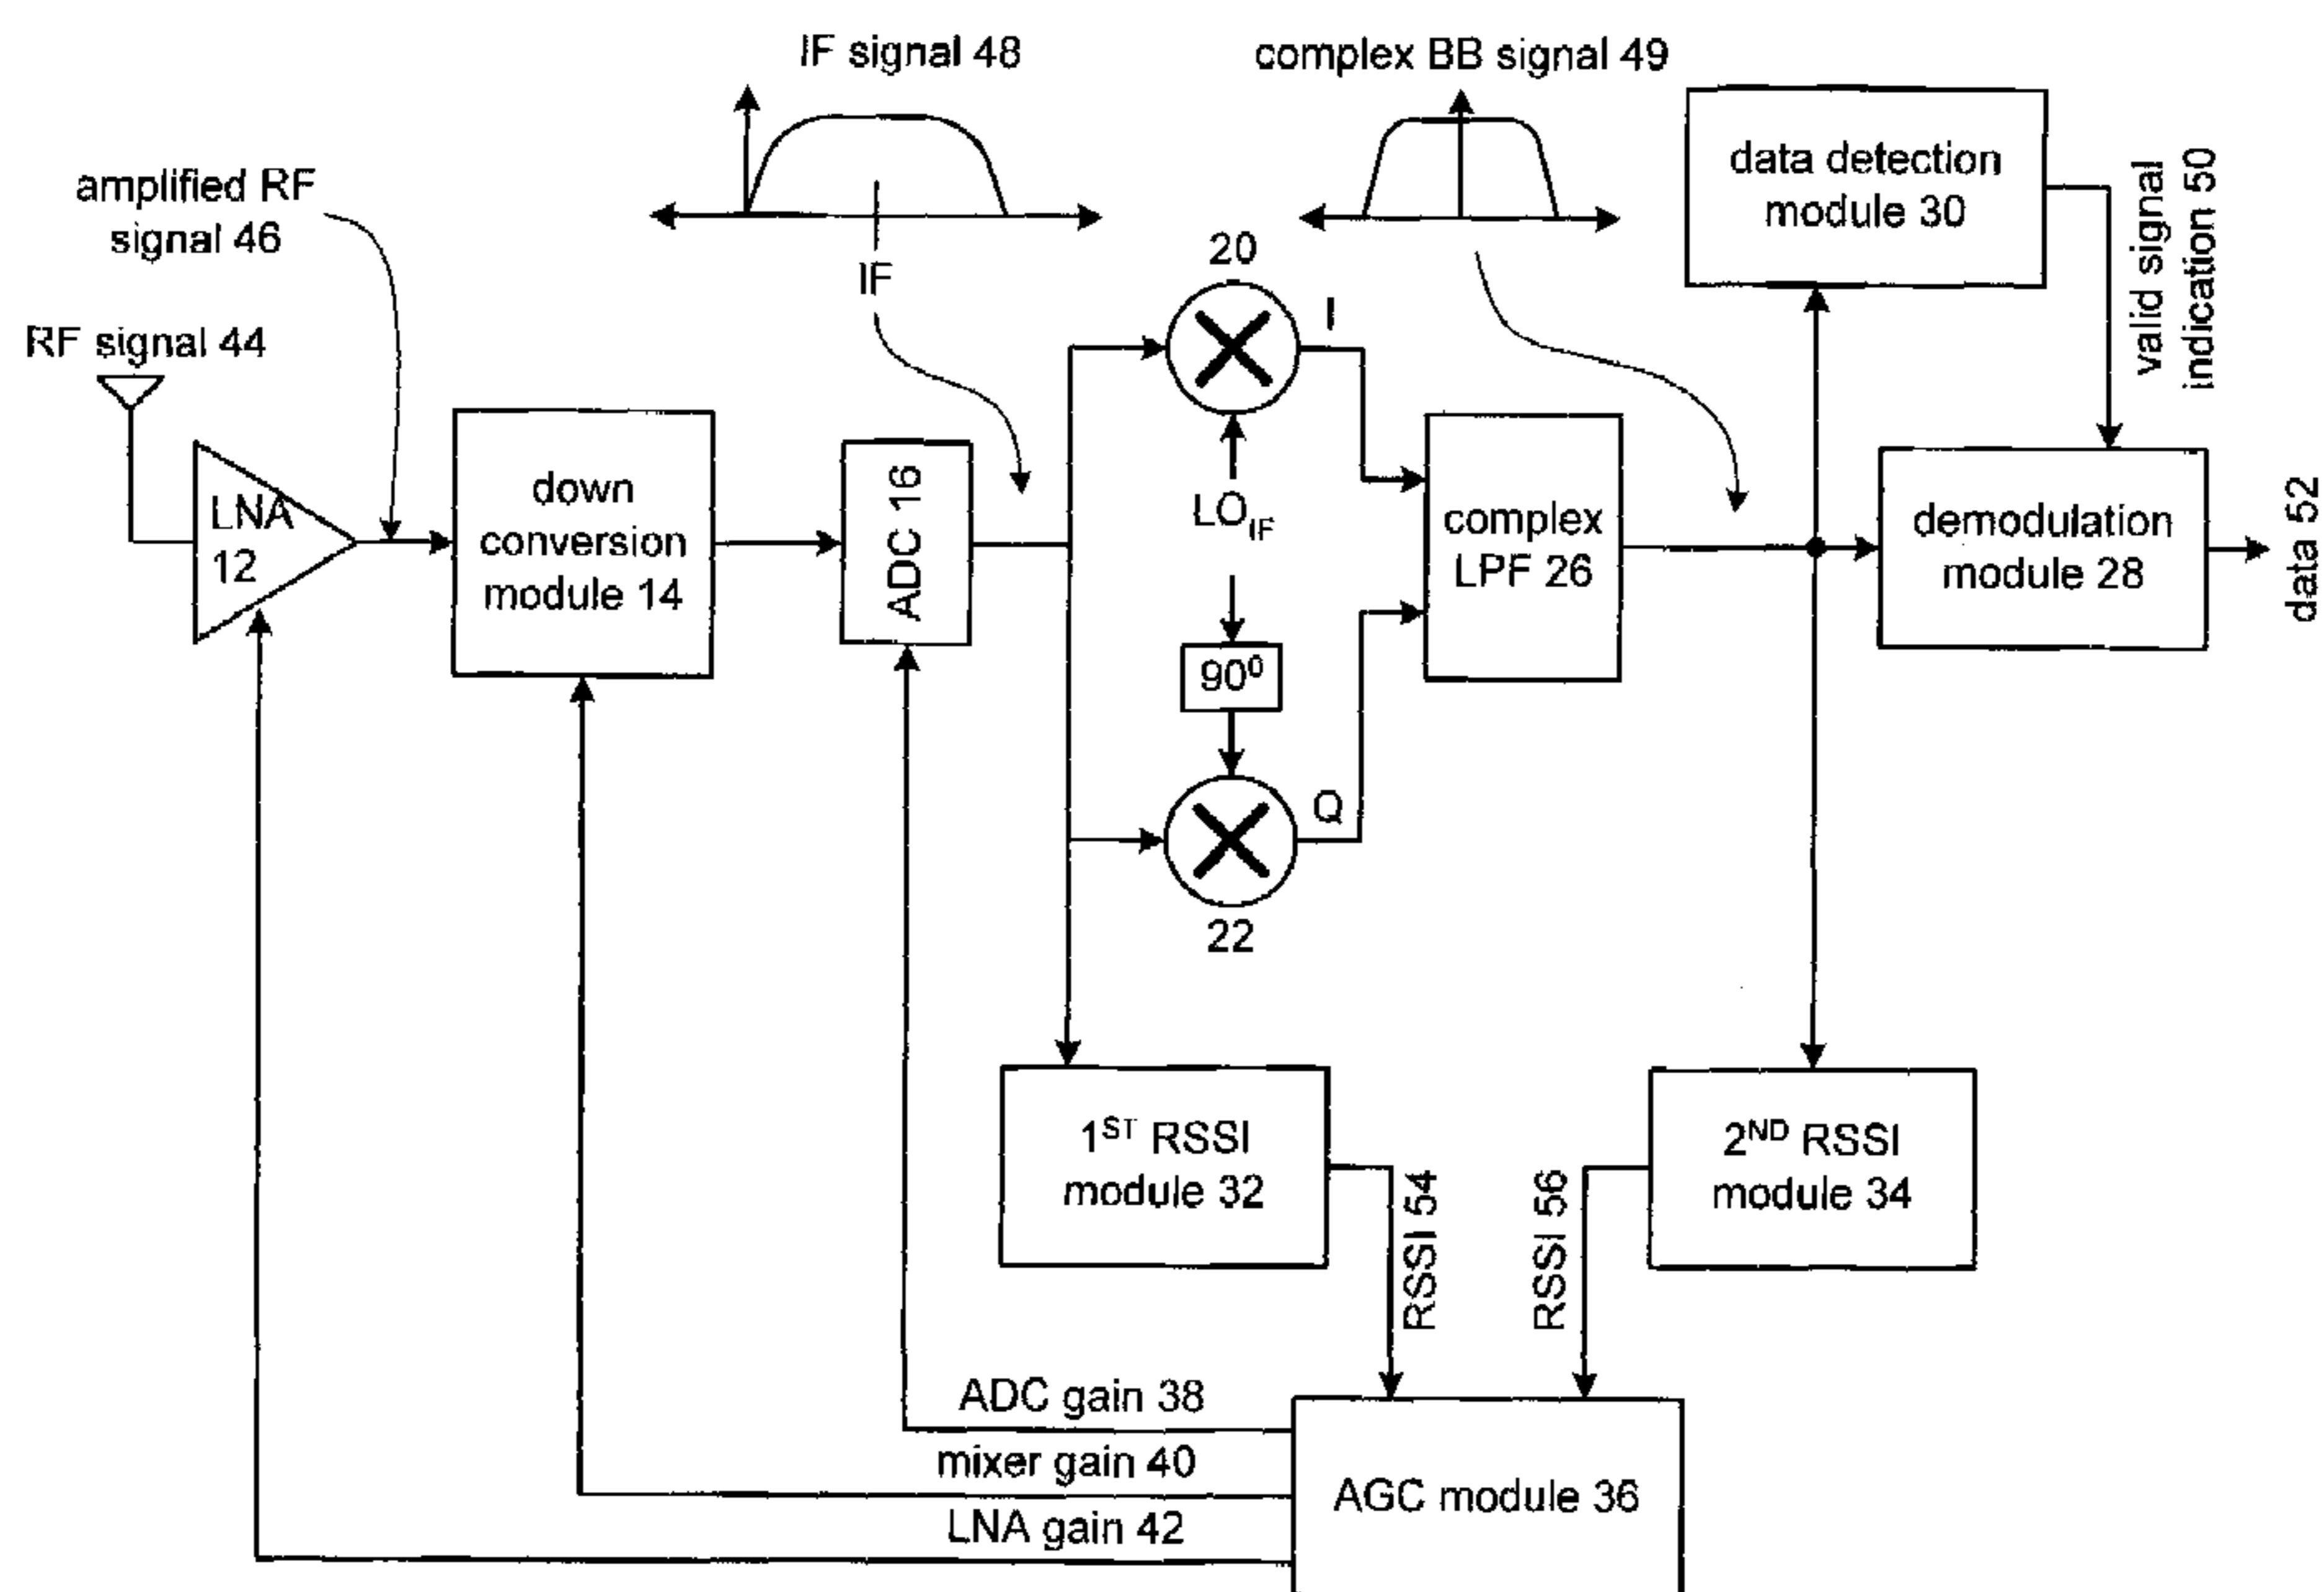 IF signal 48
complex BB signal 49
amplified RF
signal 46
data detection
module 30
valid signal
indication 50
20
IF
I
RF signal 44
LNA
12
down
conversion
module 14
ADC 16
LO_IF
complex
LPF 26
demodulation
module 28
data 52
90⁰
Q
22
1ST RSSI
module 32
2ND RSSI
module 34
RSSI 54
RSSI 56
ADC gain 38
mixer gain 40
LNA gain 42
AGC module 36